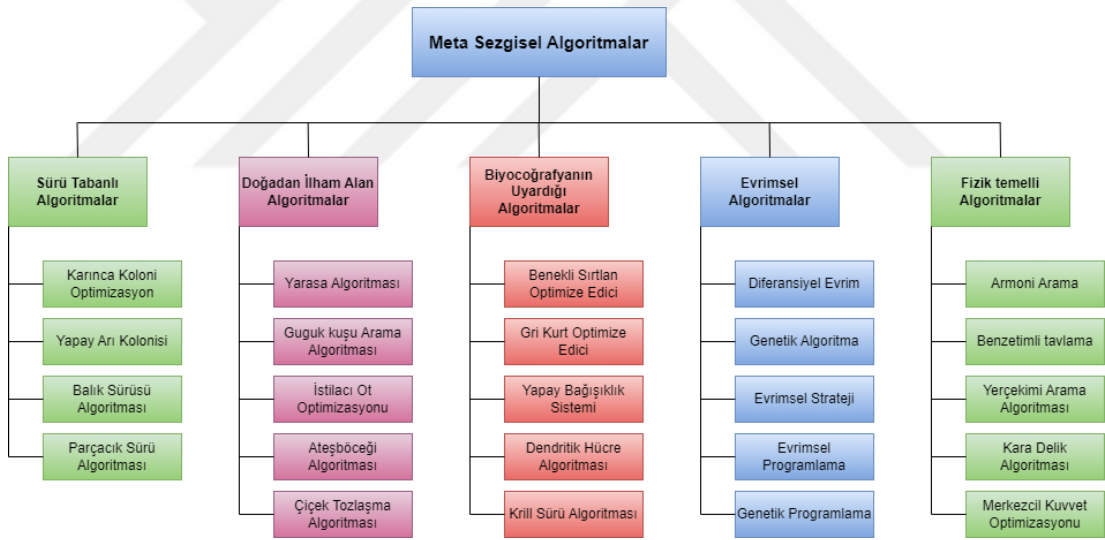 Meta Sezgisel Algoritmalar
Sürü Tabanlı
Algoritmalar
Karınca Koloni
Optimizasyon
Yapay Arı Kolonisi
Balık Sürüsü
Algoritması
Parçacık Sürü
Algoritması
Doğadan İlham Alan
Algoritmalar
Yarasa Algoritması
Guguk kuşu Arama
Algoritması
İstilacı Ot
Optimizasyonu
Ateşböceği
Algoritması
Çiçek Tozlaşma
Algoritması
Biyocoğrafyanın
Uyardığı
Algoritmalar
Benekli Sırtlan
Optimize Edici
Gri Kurt Optimize
Edici
Yapay Bağışıklık
Sistemi
Dendritik Hücre
Algoritması
Krill Sürü Algoritması
Evrimsel
Algoritmalar
Diferansiyel Evrim
Genetik Algoritma
Evrimsel Strateji
Evrimsel
Programlama
Genetik Programlama
Fizik temelli
Algoritmalar
Armoni Arama
Benzetimli tavlama
Yerçekimi Arama
Algoritması
Kara Delik
Algoritması
Merkezcil Kuvvet
Optimizasyonu